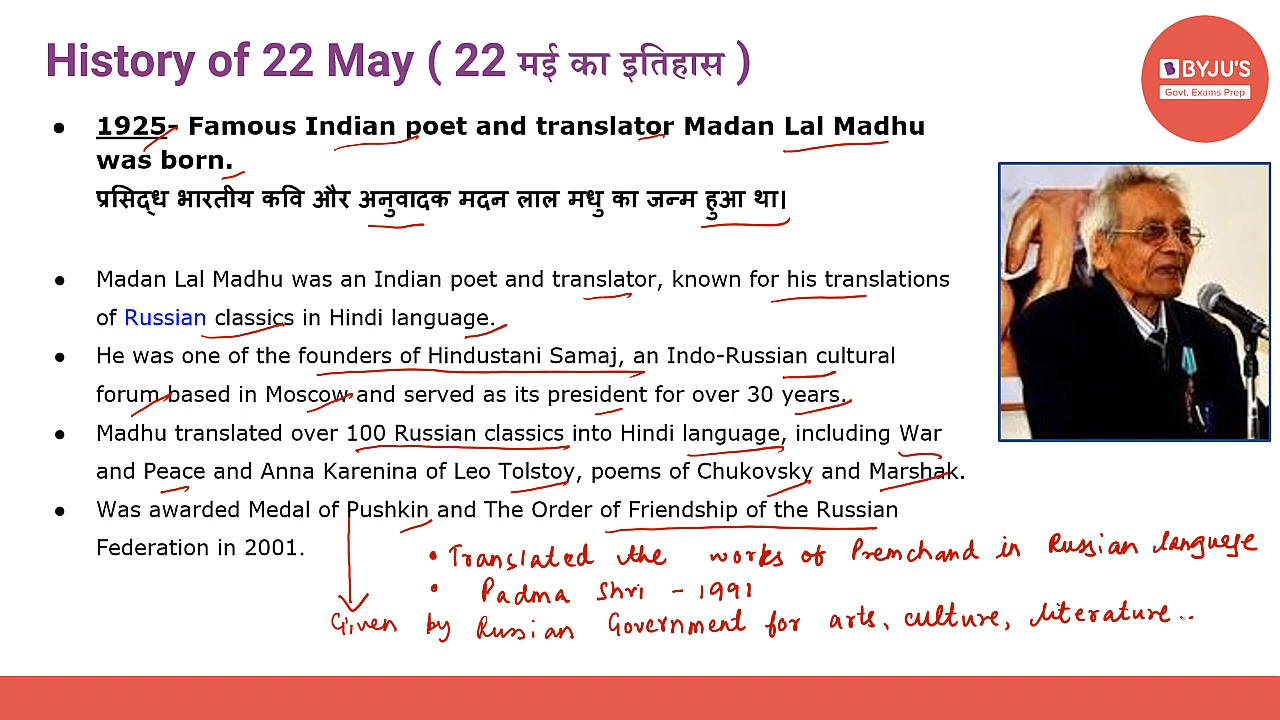 History of 22 May ( 22 मई का इतिहास )
BYJU'S
Govt. Exams Prep
1925- Famous Indian poet and translator Madan Lal Madhu
was born.
प्रसिद्ध भारतीय कवि और अनुवादक मदन लाल मधु का जन्म हुआ था।
Madan Lal Madhu was an Indian poet and translator, known for his translations
of Russian classics in Hindi language.
He was one of the founders of Hindustani Samaj, an Indo-Russian cultural
forum based in Moscow and served as its president for over 30 years.
Madhu translated over 100 Russian classics into Hindi language, including War
and Peace and Anna Karenina of Leo Tolstoy, poems of Chukovsky and Marshak.
Was awarded Medal of Pushkin and The Order of Friendship of the Russian
Federation in 2001.
• Translated the works of Premchand in Russian language
• Padma Shri - 1991
Given by Russian Government for arts, culture, literature..